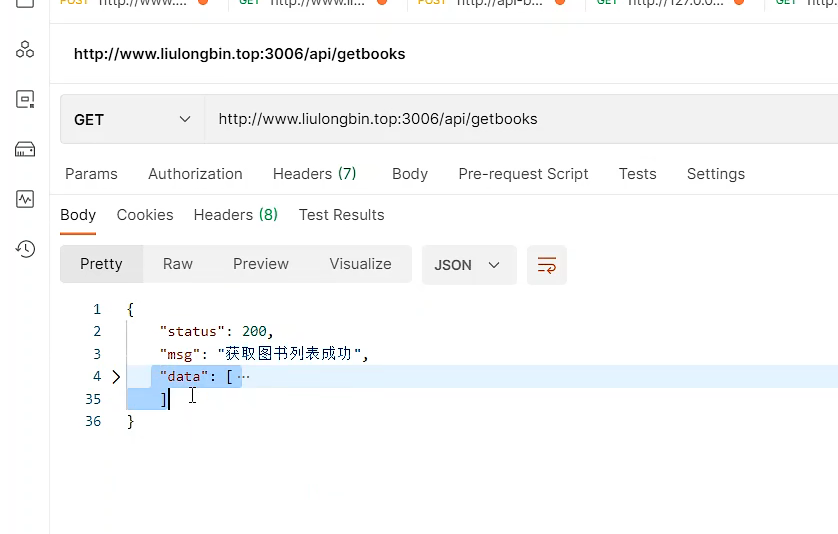 POST http://www....  GET http://www.li...  POST http://api-b...  GET http://127.0.0....  GET http
http://www.liulongbin.top:3006/api/getbooks
GET http://www.liulongbin.top:3006/api/getbooks
Params Authorization Headers (7) Body Pre-request Script Tests Settings
Body Cookies Headers (8) Test Results
Pretty Raw Preview Visualize JSON
1 {
2 "status": 200,
3 "msg": "获取图书列表成功",
4 "data": [ ···
35 ]
36 }